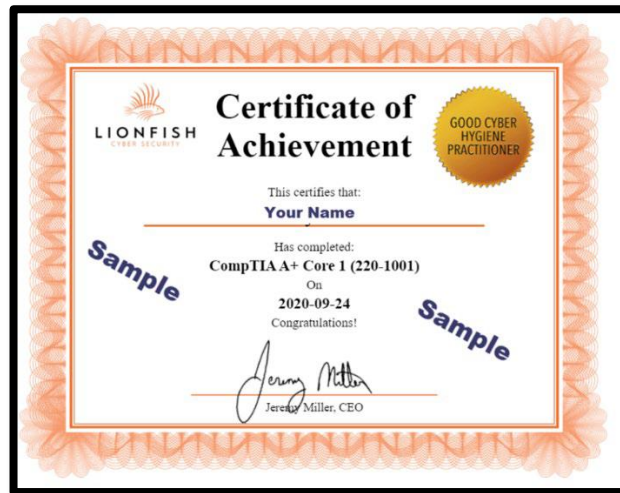 LIONFISH
CYBER SECURITY
Certificate of
Achievement
GOOD CYBER
HYGIENE
PRACTITIONER
This certifies that:
Your Name
Has completed:
CompTIA A+ Core 1 (220-1001)
On
2020-09-24
Congratulations!
Sample
Sample
Jeremy Miller
Jeremy Miller, CEO